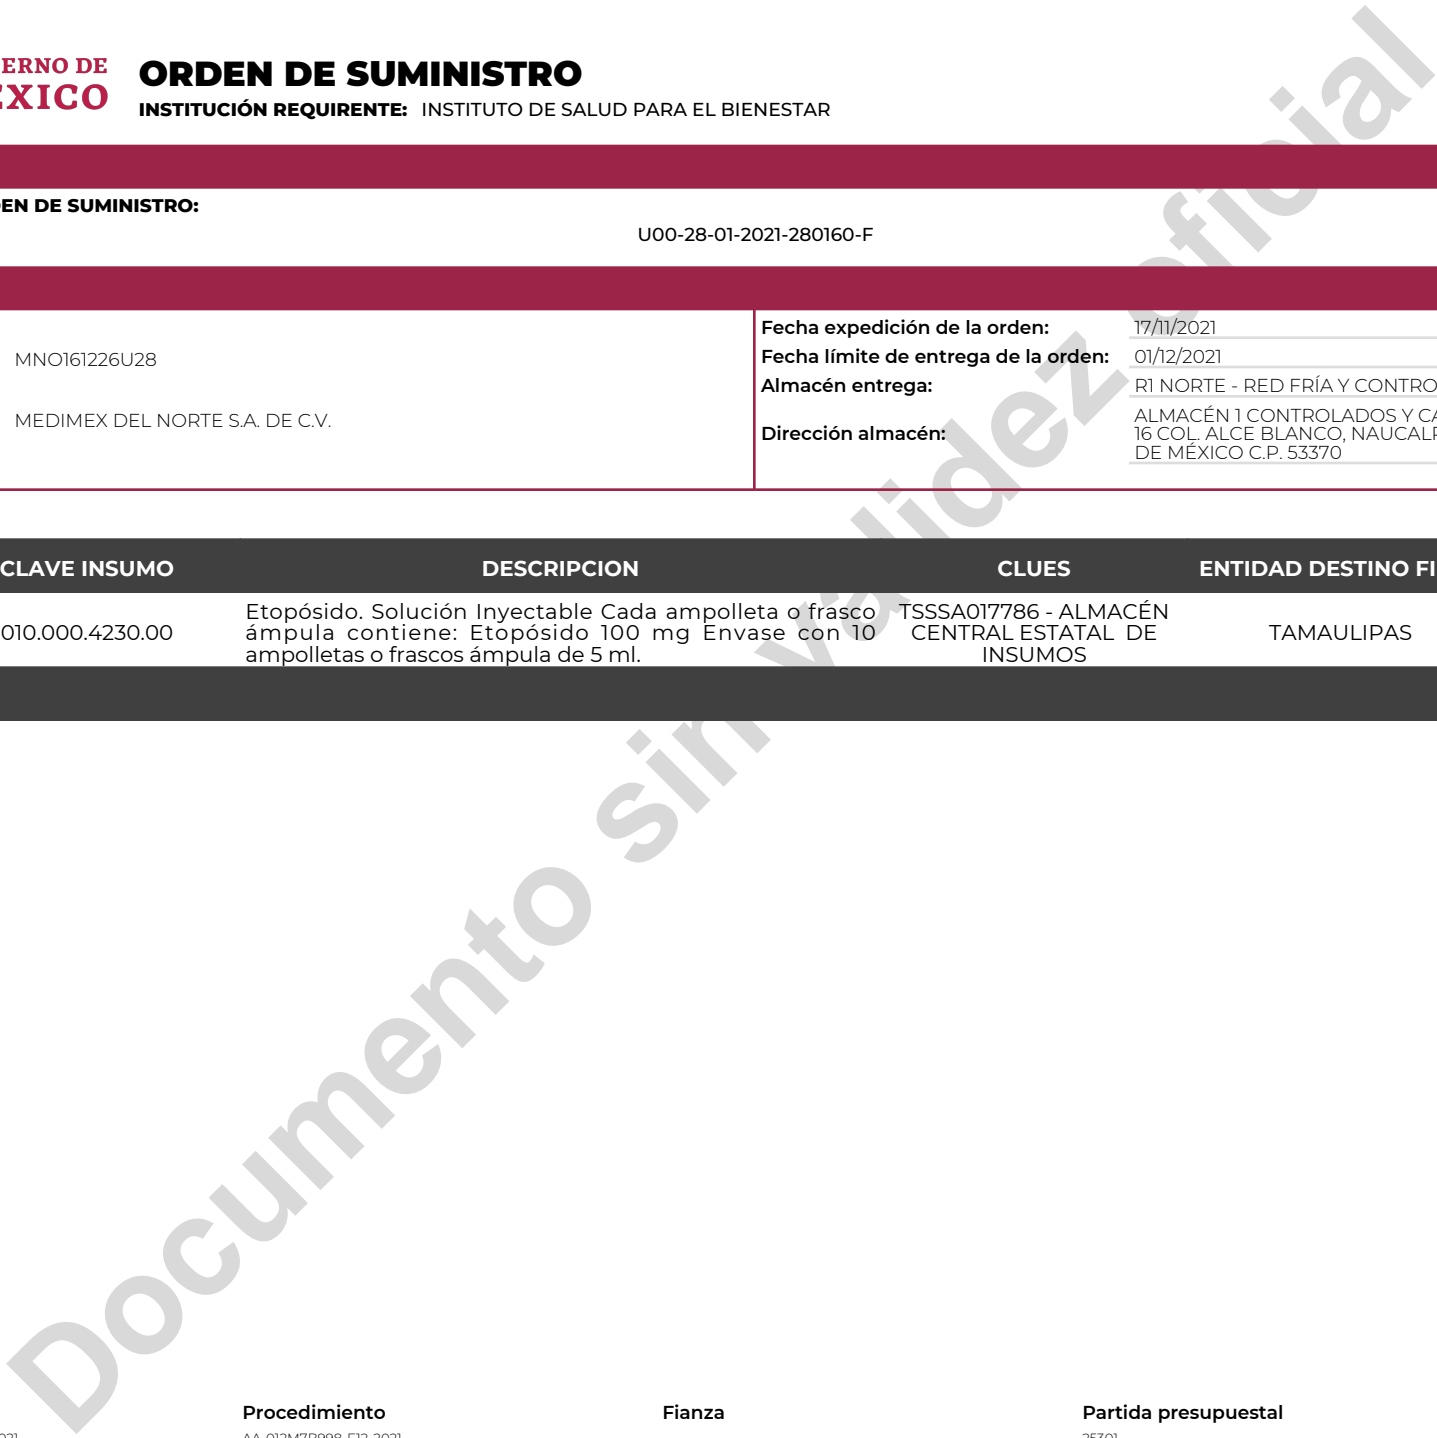 ERNO DE
ÉXICO
ORDEN DE SUMINISTRO
INSTITUCIÓN REQUIRENTE: INSTITUTO DE SALUD PARA EL BIENESTAR
EN DE SUMINISTRO:
U00-28-01-2021-280160-F
MNO161226U28
MEDIMEX DEL NORTE S.A. DE C.V.
Fecha expedición de la orden: 17/11/2021
Fecha límite de entrega de la orden: 01/12/2021
Almacén entrega: R1 NORTE - RED FRÍA Y CONTRO
Dirección almacén:
ALMACÉN 1 CONTROLADOS Y CA
16 COL. ALCE BLANCO, NAUCALP
DE MÉXICO C.P. 53370
CLAVE INSUMO DESCRIPCION CLUES ENTIDAD DESTINO FI
010.000.4230.00
Etopósido. Solución Inyectable Cada ampolleta o frasco
ámpula contiene: Etopósido 100 mg Envase con 10
ampolletas o frascos ámpula de 5 ml.
TSSSA017786 - ALMACÉN
CENTRAL ESTATAL DE
INSUMOS
TAMAULIPAS
Documento sin validez oficial
Procedimiento Fianza Partida presupuestal